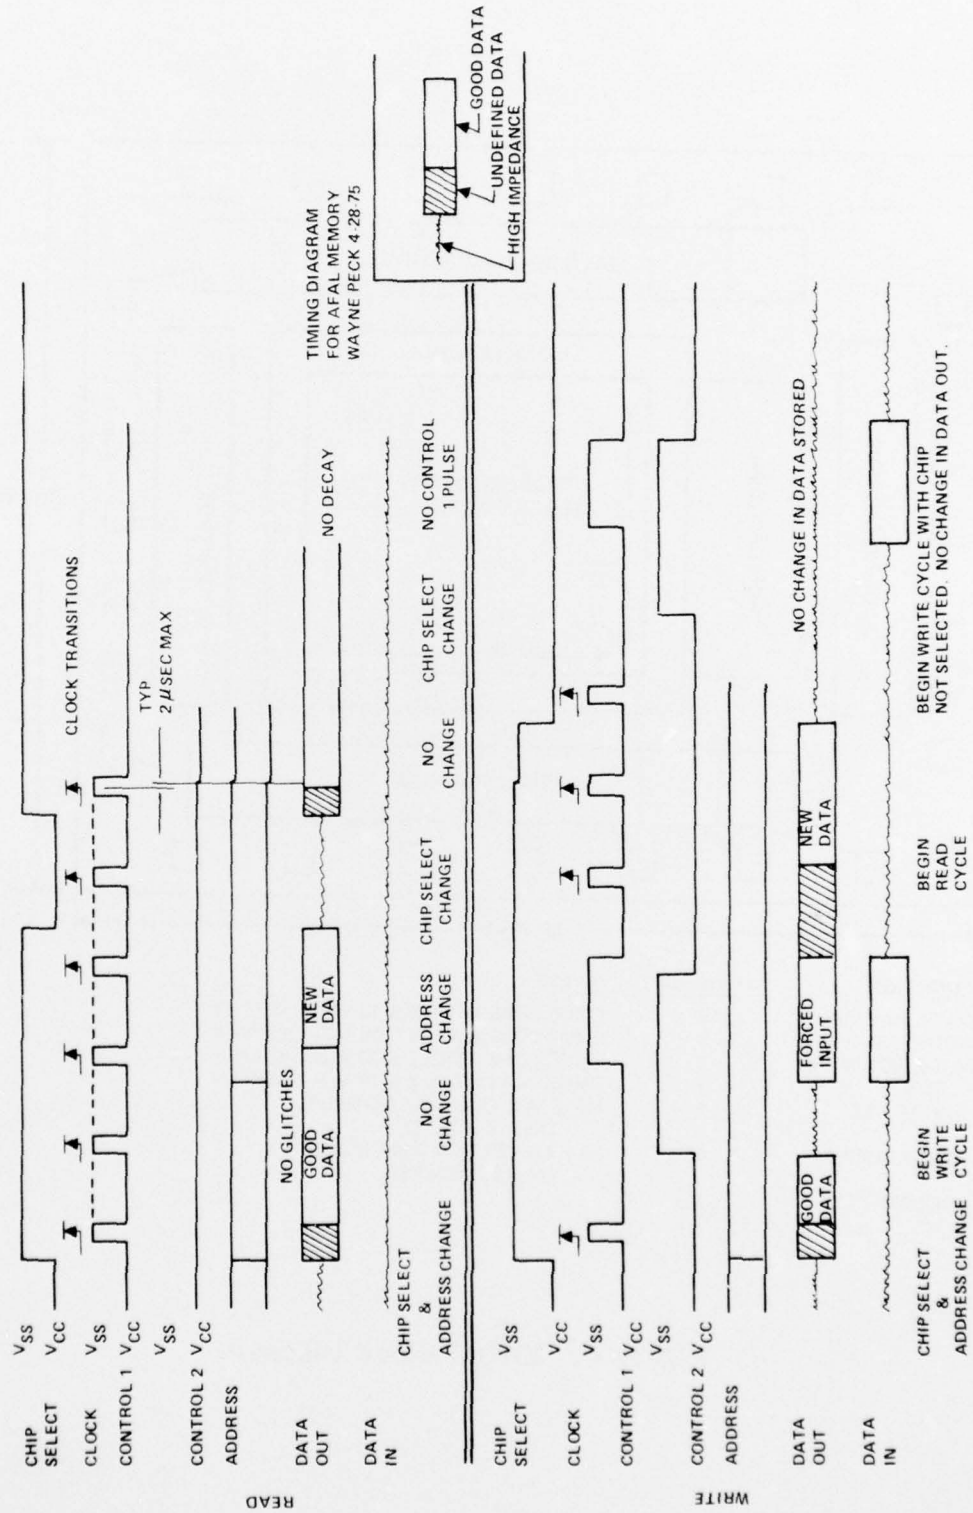 READ
CHIP
SELECT
VSS
VCC
CLOCK
VSS
CONTROL 1
VCC
VSS
CONTROL 2
VCC
ADDRESS
DATA
OUT
DATA
IN
CLOCK TRANSITIONS
TYP
2 μSEC MAX
NO GLITCHES
GOOD
DATA
NEW
DATA
NO DECAY
CHIP SELECT
&
ADDRESS CHANGE
NO
CHANGE
ADDRESS
CHANGE
CHIP SELECT
CHANGE
NO
CHANGE
CHIP SELECT
CHANGE
NO CONTROL
1 PULSE
TIMING DIAGRAM
FOR AFAL MEMORY
WAYNE PECK 4-28-75
GOOD DATA
UNDEFINED DATA
HIGH IMPEDANCE
WRITE
CHIP
SELECT
VSS
VCC
CLOCK
VSS
CONTROL 1
VCC
VSS
CONTROL 2
VCC
ADDRESS
DATA
OUT
DATA
IN
GOOD
DATA
FORCED
INPUT
NEW
DATA
NO CHANGE IN DATA STORED
CHIP SELECT
&
ADDRESS CHANGE
BEGIN
WRITE
CYCLE
BEGIN
READ
CYCLE
BEGIN WRITE CYCLE WITH CHIP
NOT SELECTED. NO CHANGE IN DATA OUT.